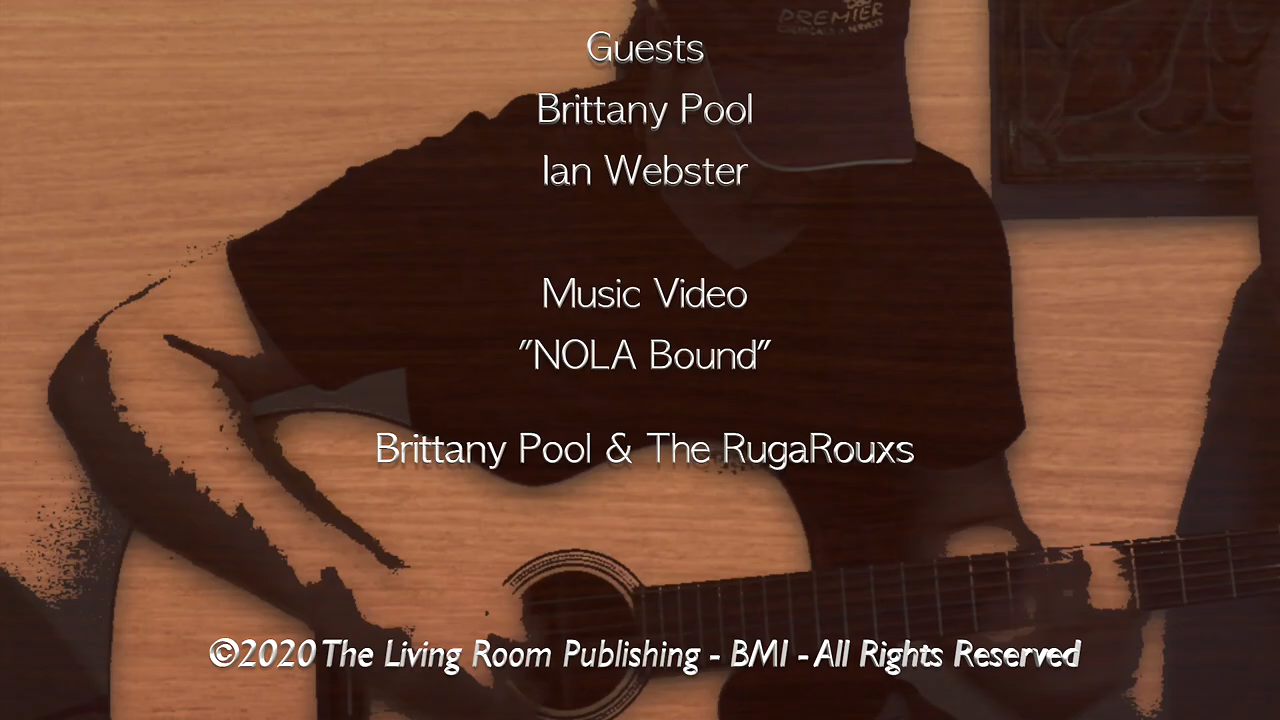 PREMIER
Guests
Brittany Pool
Ian Webster
Music Video
"NOLA Bound"
Brittany Pool & The RugaRouxs
©2020 The Living Room Publishing - BMI - All Rights Reserved